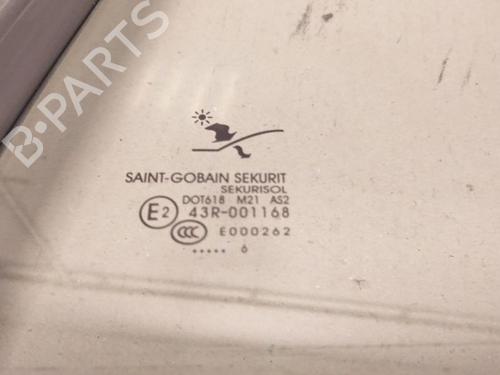 B-PARTS
SAINT-GOBAIN SEKURIT
SEKURISOL
DOT618 M21 AS2
E2 43R-001168
CCC E000262
..... 6